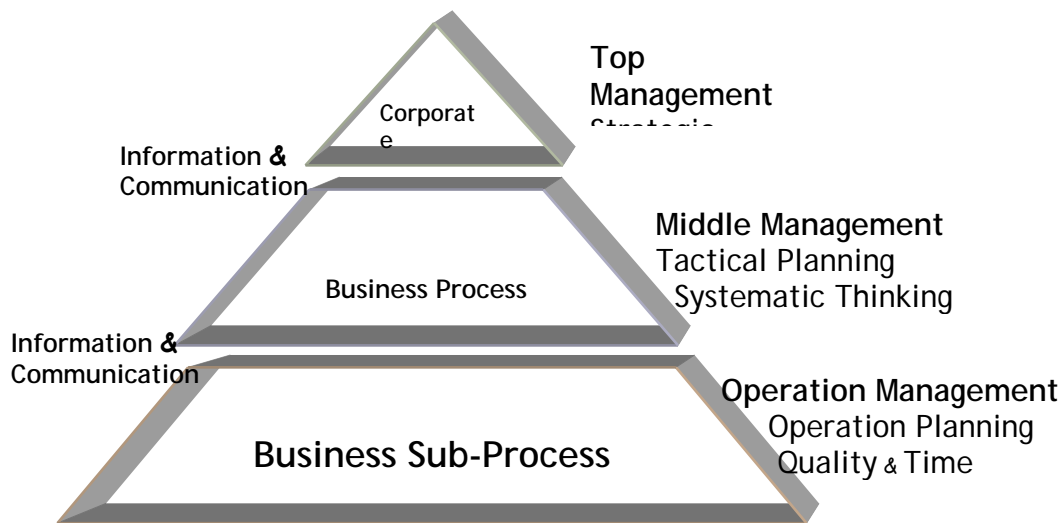 Top
Management
Corporat
e
Information &
Communication
Middle Management
Tactical Planning
Systematic Thinking
Business Process
Information &
Communication
Operation Management
Operation Planning
Quality & Time
Business Sub-Process